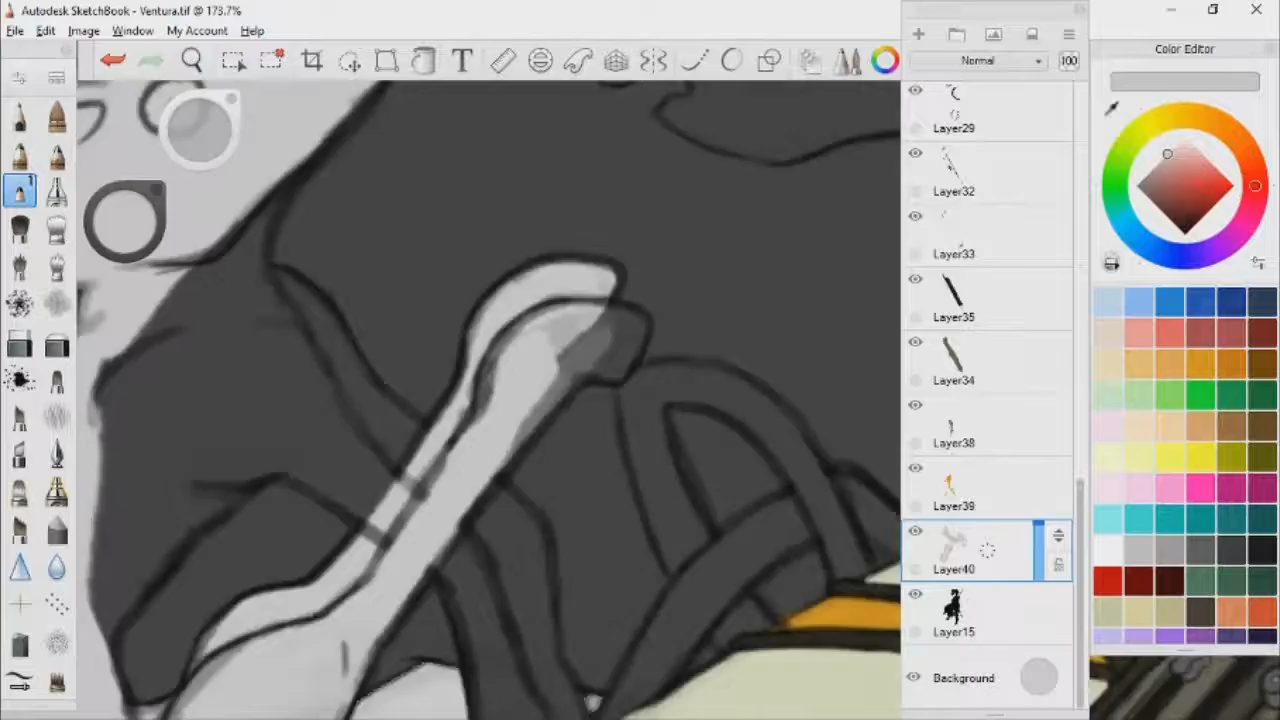 Autodesk SketchBook - Ventura.tif @ 173.7%
File Edit Image Window My Account Help
T
Normal 100
Color Editor
1
Layer29
Layer32
Layer33
Layer35
Layer34
Layer38
Layer39
Layer40
Layer15
Background